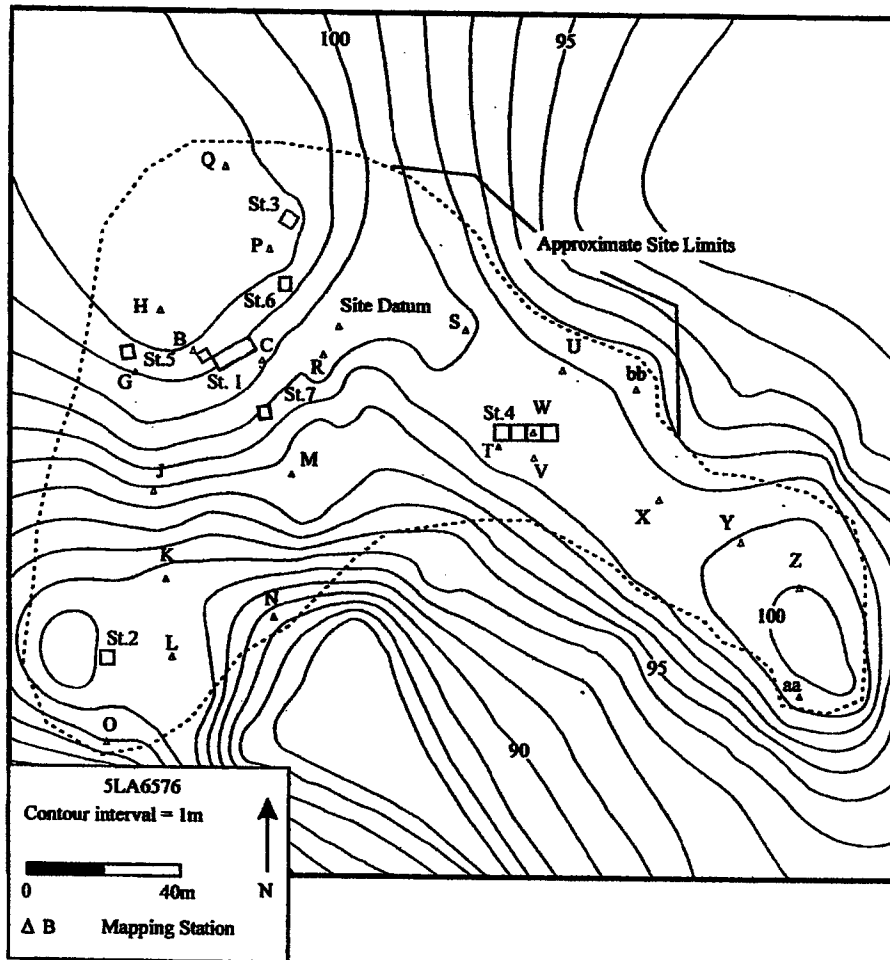 100
95
Q
St.3
Approximate Site Limits
P
St.6
H
Site Datum
S
B
C
St.5
R
U
G
St. 1
bb
St.7
St.4
W
T
V
J
M
X
Y
K
Z
N
100
St.2
L
95
aa
O
90
5LA6576
Contour interval = 1m
0
40m
N
Δ B Mapping Station